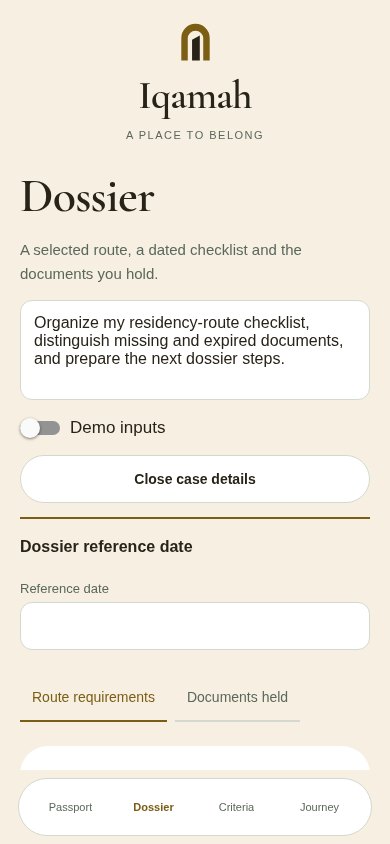 Iqamah
A PLACE TO BELONG
Dossier
A selected route, a dated checklist and the
documents you hold.
Organize my residency-route checklist,
distinguish missing and expired documents,
and prepare the next dossier steps.
Demo inputs
Close case details
Dossier reference date
Reference date
Route requirements
Documents held
Passport
Dossier
Criteria
Journey